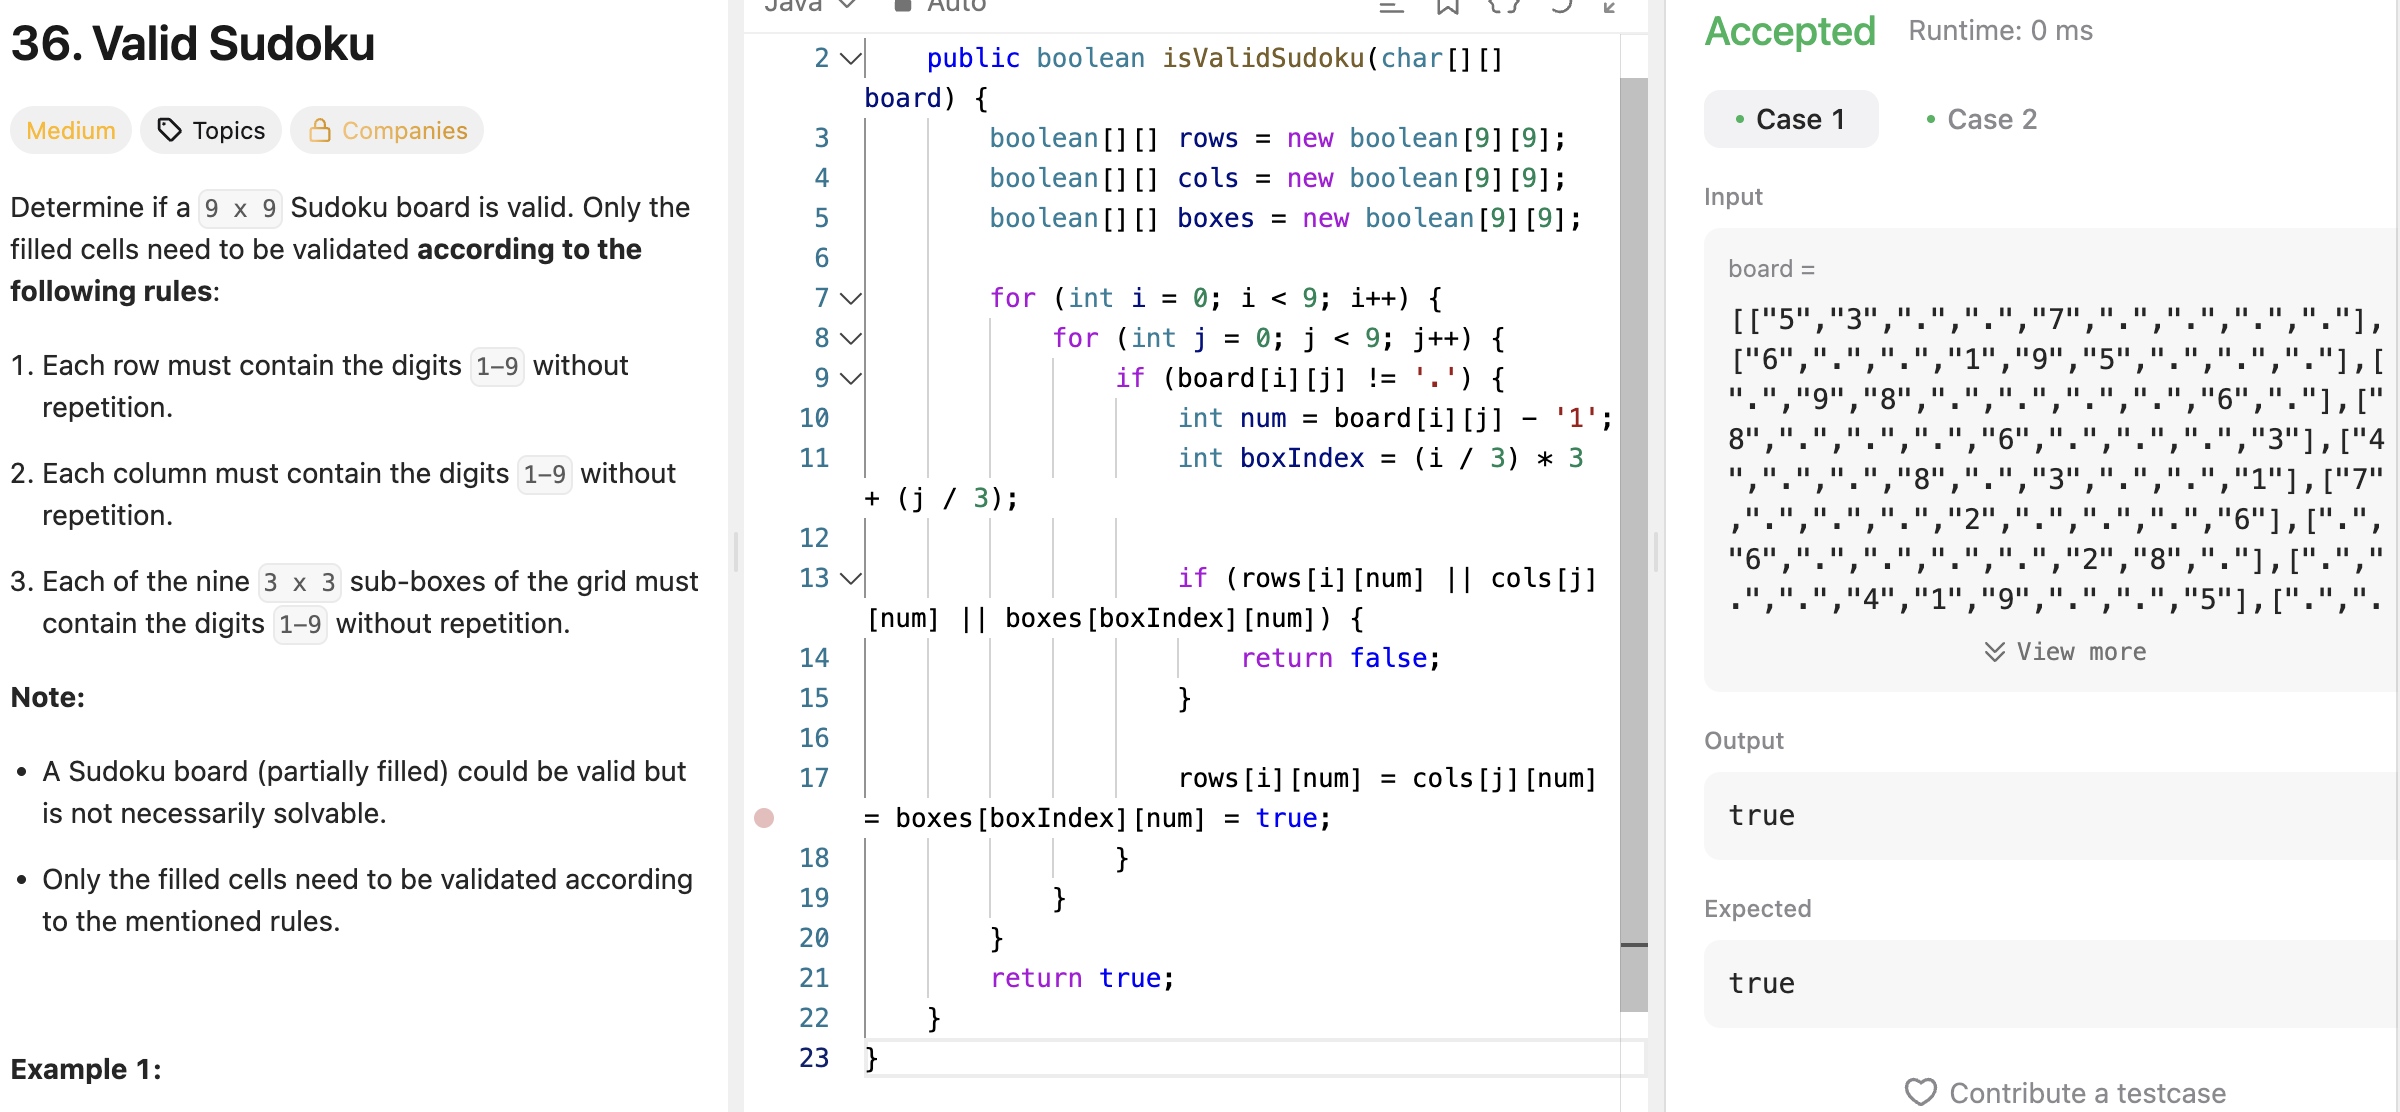 36. Valid Sudoku
Medium Topics Companies
Determine if a 9 x 9 Sudoku board is valid. Only the
filled cells need to be validated according to the
following rules:
1. Each row must contain the digits 1-9 without
repetition.
2. Each column must contain the digits 1-9 without
repetition.
3. Each of the nine 3 x 3 sub-boxes of the grid must
contain the digits 1-9 without repetition.
Note:
• A Sudoku board (partially filled) could be valid but
is not necessarily solvable.
• Only the filled cells need to be validated according
to the mentioned rules.
Example 1:
Java Auto
2 public boolean isValidSudoku(char[][]
board) {
3 boolean[][] rows = new boolean[9][9];
4 boolean[][] cols = new boolean[9][9];
5 boolean[][] boxes = new boolean[9][9];
6
7 for (int i = 0; i < 9; i++) {
8 for (int j = 0; j < 9; j++) {
9 if (board[i][j] != '.') {
10 int num = board[i][j] - '1';
11 int boxIndex = (i / 3) * 3
+ (j / 3);
12
13 if (rows[i][num] || cols[j]
[num] || boxes[boxIndex][num]) {
14 return false;
15 }
16
17 rows[i][num] = cols[j][num]
= boxes[boxIndex][num] = true;
18 }
19 }
20 }
21 return true;
22 }
23 }
Accepted Runtime: 0 ms
• Case 1 • Case 2
Input
board =
[["5","3",".",".","7",".",".",".","."],
["6",".",".","1","9","5",".",".","."],[
".","9","8",".",".",".",".","6","."],["
8",".",".",".","6",".",".",".","3"],["4
",".",".","8",".","3",".",".","1"],["7"
,".",".",".","2",".",".",".","6"],[".",
"6",".",".",".",".","2","8","."],[".","
.",".","4","1","9",".",".","5"],[".",".
View more
Output
true
Expected
true
Contribute a testcase